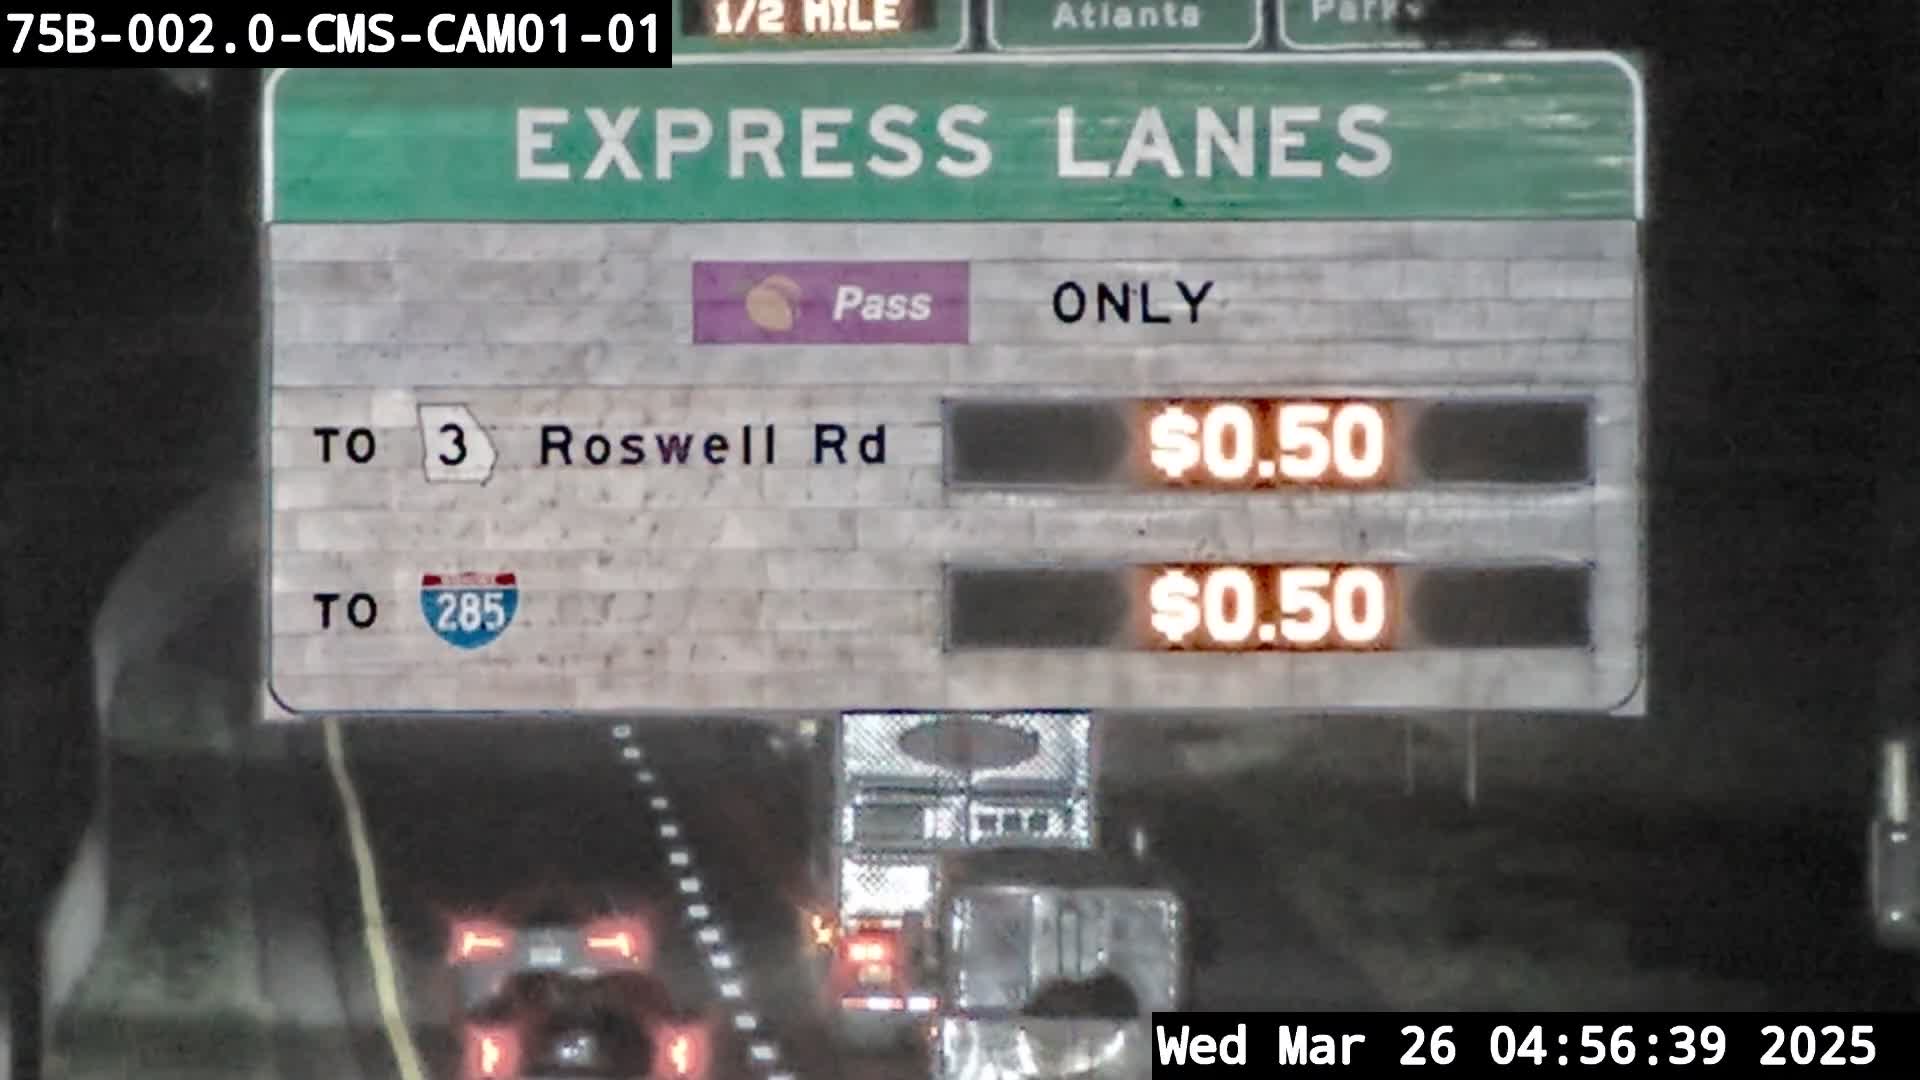 75B-002.0-CMS-CAM01-01
1/2 MILE
Atlanta
EXPRESS LANES
Pass ONLY
TO 3 Roswell Rd $0.50
TO 285 $0.50
Wed Mar 26 04:56:39 2025